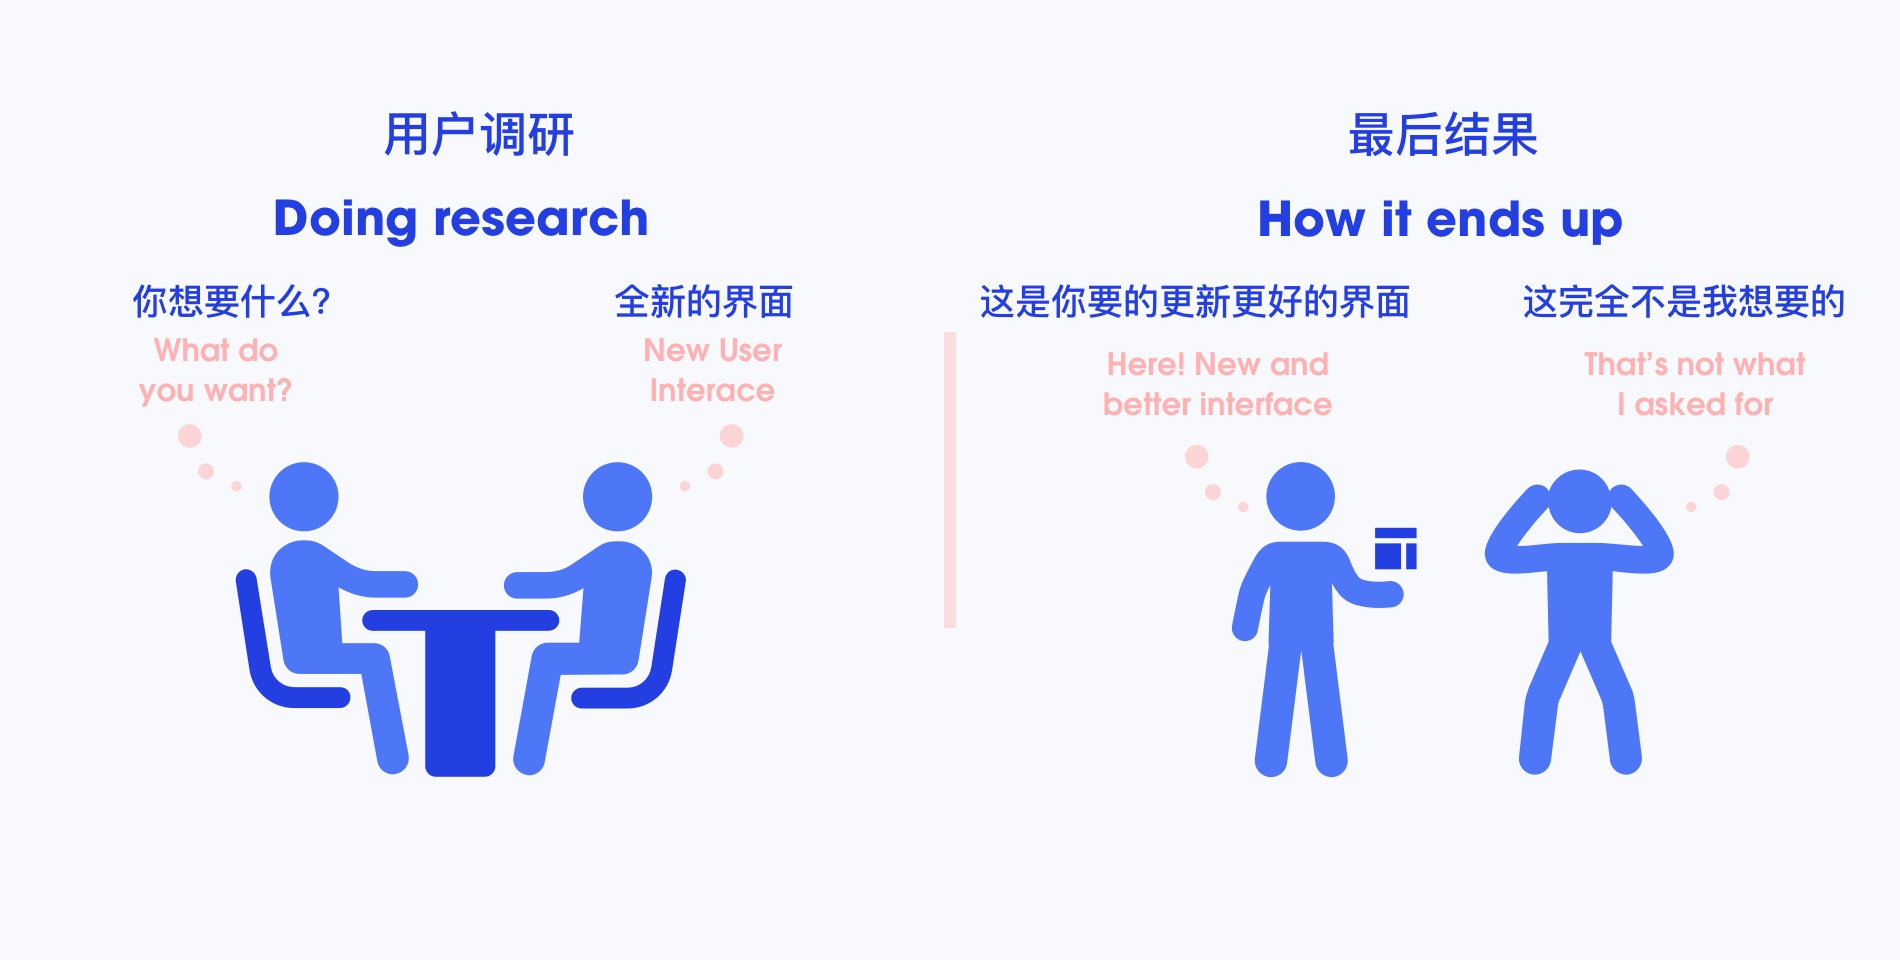 用户调研
Doing research
你想要什么?
What do
you want?
全新的界面
New User
Interace
最后结果
How it ends up
这是你要的更新更好的界面
Here! New and
better interface
这完全不是我想要的
That’s not what
I asked for